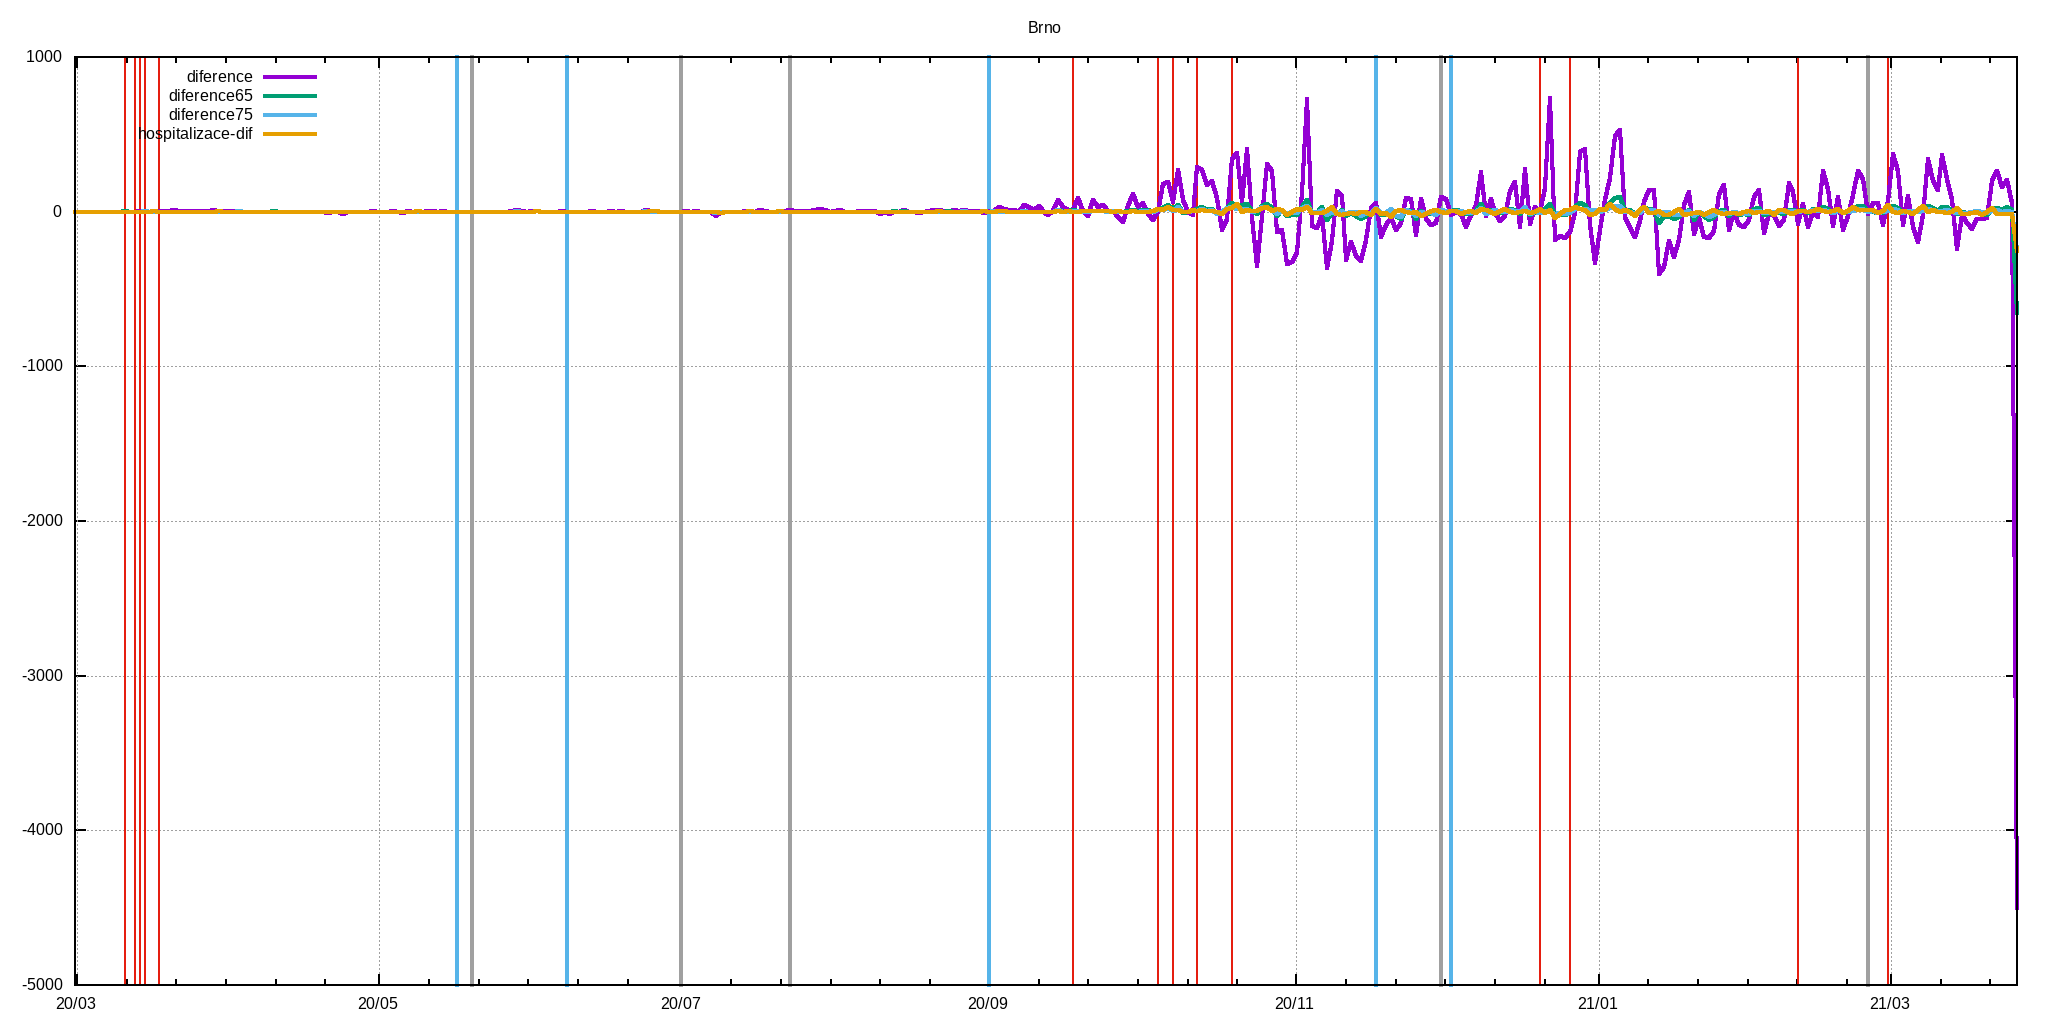 Brno
1000
diference
diference65
diference75
hospitalizace-dif
0
-1000
-2000
-3000
-4000
-5000
20/03 20/05 20/07 20/09 20/11 21/01 21/03